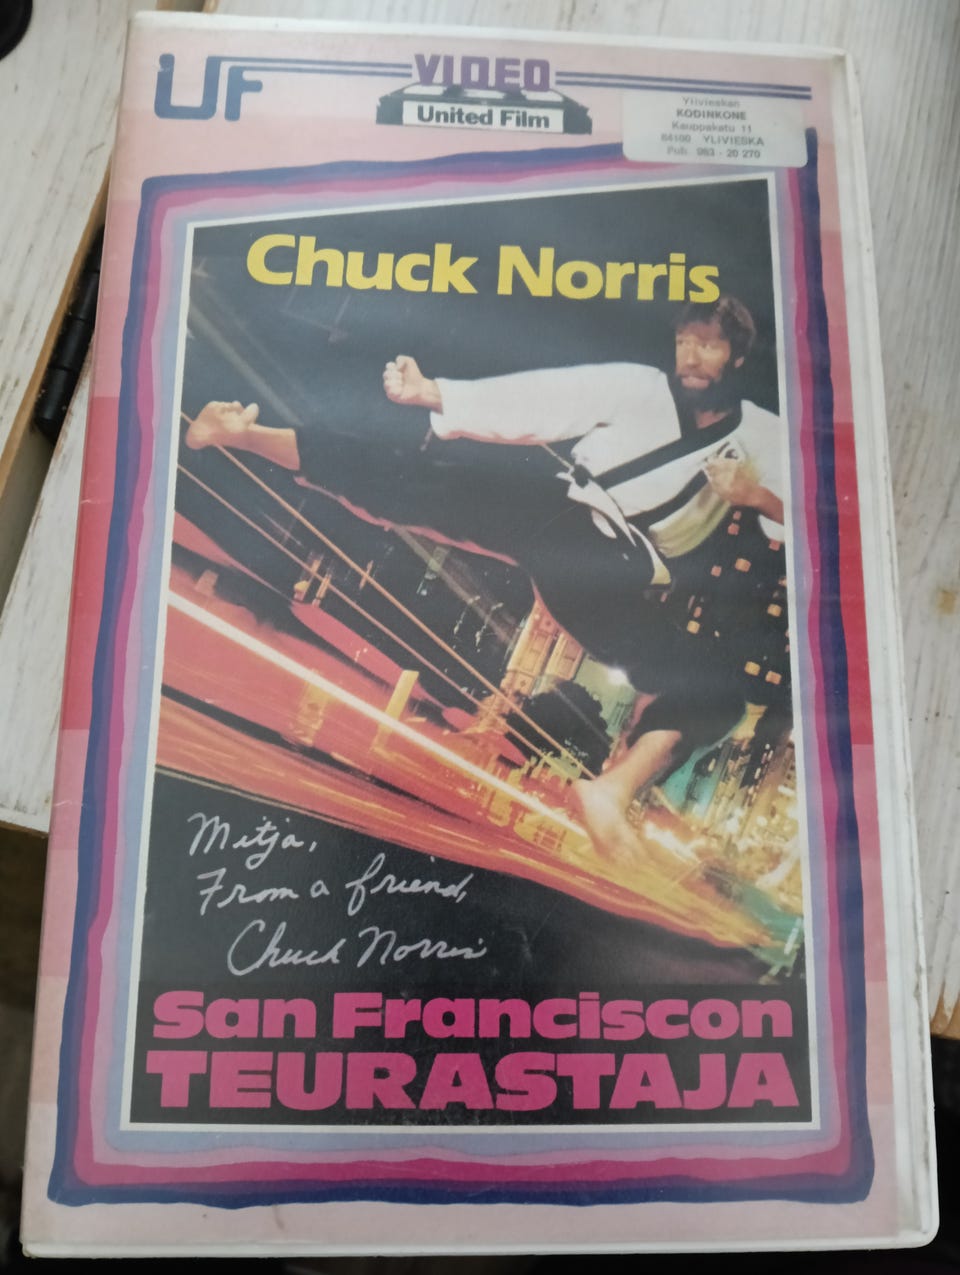 UF
VIDEO
United Film
Ylivieskan
KODINKONE
Kauppakatu 11
84100 YLIVIESKA
Puh. 983 - 20 270
Chuck Norris
Mitja,
From a friend,
Chuck Norris
San Franciscon
TEURASTAJA